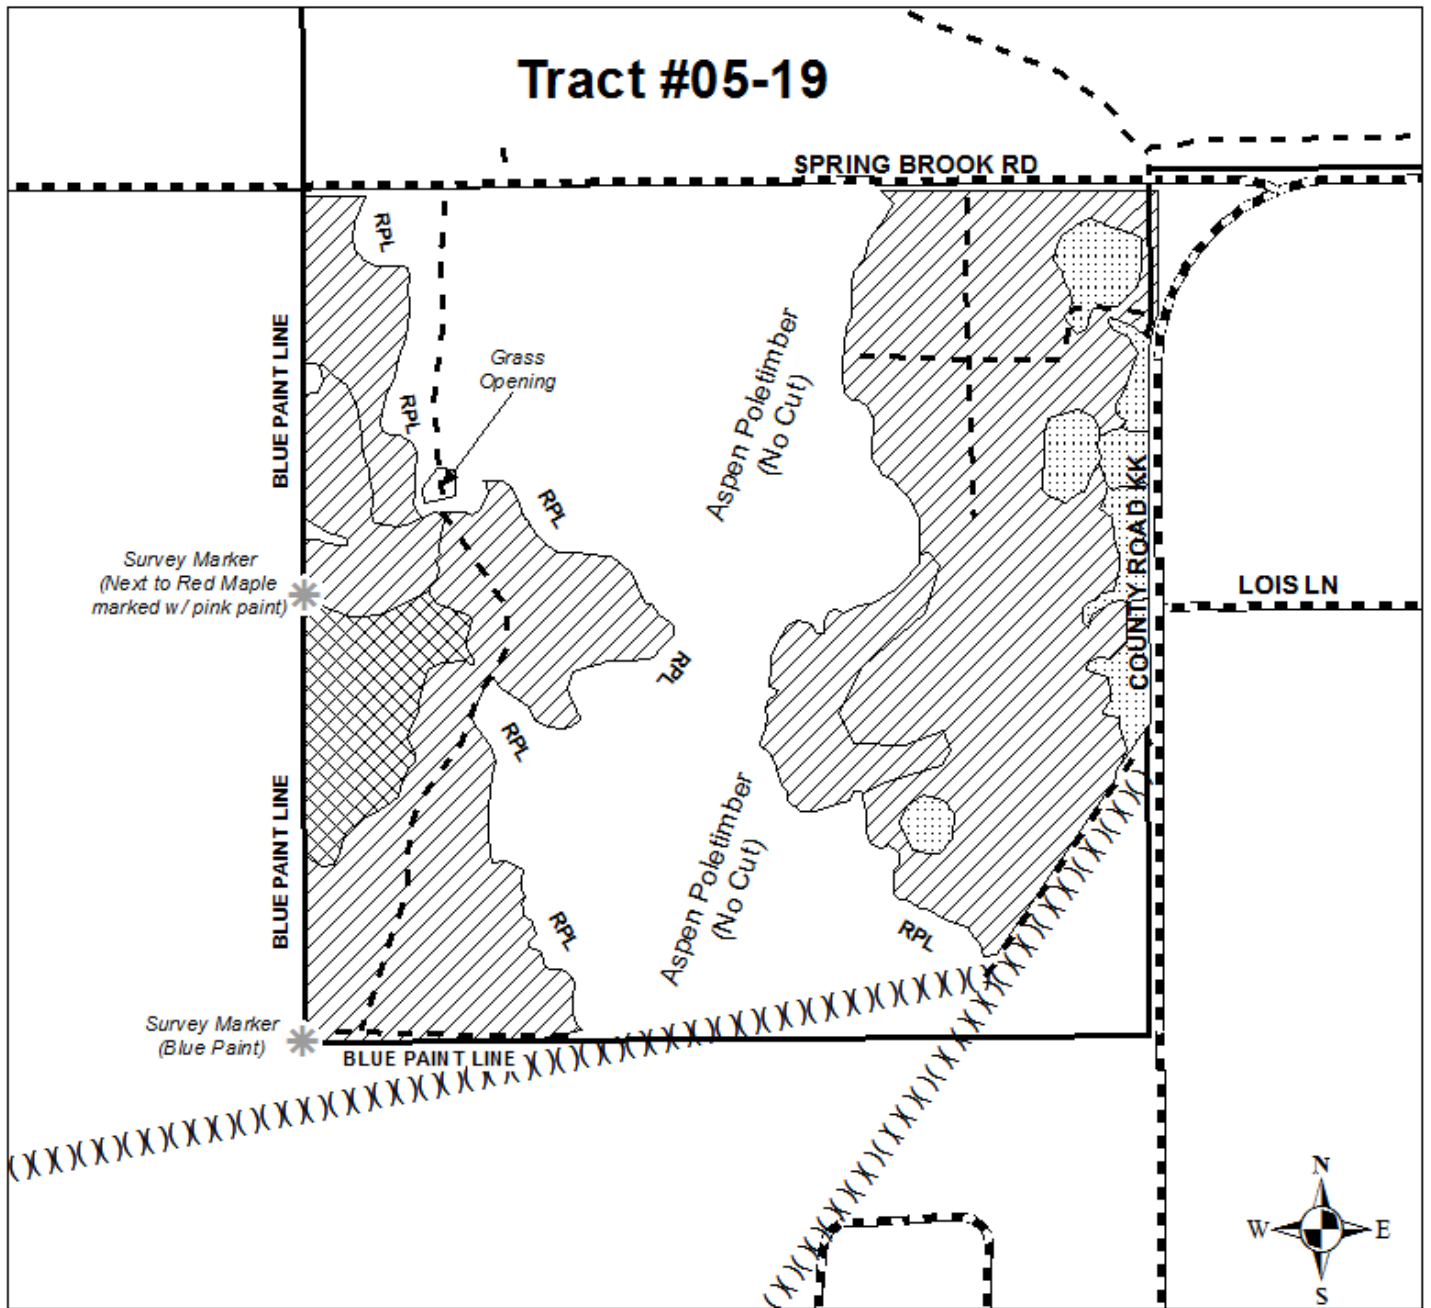 Tract #05-19
SPRING BROOK RD
RPL
BLUE PAINT LINE
Grass
Opening
RPL
Aspen Poletimber
(No Cut)
RPL
COUNTY ROAD KK
Survey Marker
(Next to Red Maple
marked w/ pink paint)
LOIS LN
RPL
RPL
BLUE PAINT LINE
Aspen Poletimber
(No Cut)
RPL
RPL
Survey Marker
(Blue Paint)
BLUE PAINT LINE
N
W
E
S